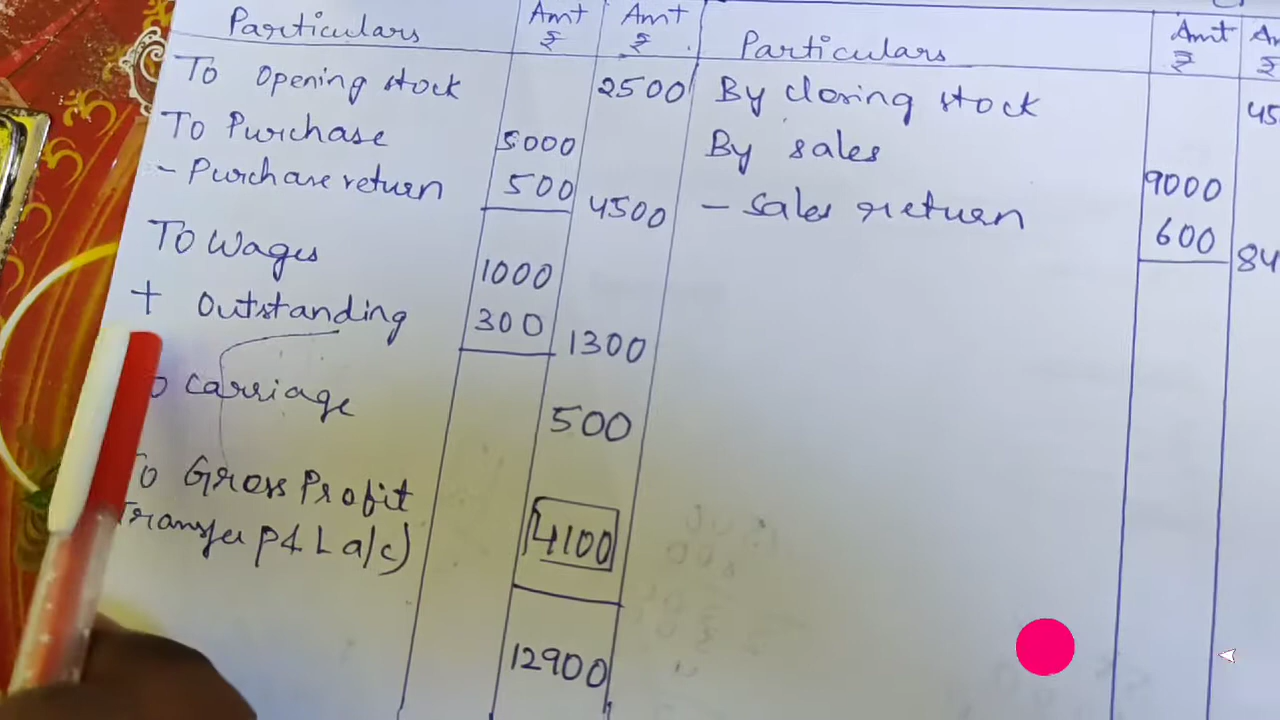 Particulars Amt ₹ Amt ₹ Particulars Amt ₹
To Opening stock 2500 By closing stock
To Purchase 5000 By sales 9000
- Purchase return 500 4500 - Sales return 600
To Wages 1000
+ Outstanding 300 1300
Carriage 500
To Gross Profit
Transfer P&L a/c) 4100
12900